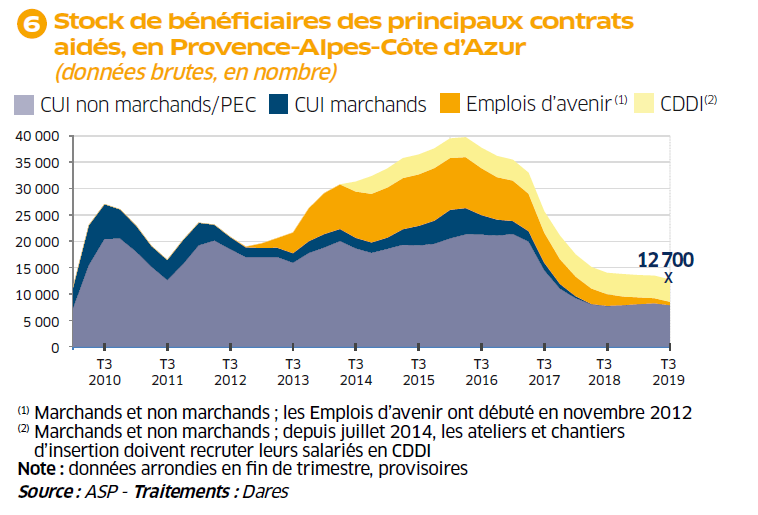 6 Stock de bénéficiaires des principaux contrats
aidés, en Provence-Alpes-Côte d'Azur
(données brutes, en nombre)
CUI non marchands/PEC CUI marchands Emplois d'avenir (1) CDDI(2)
40 000
35 000
30 000
25 000
20 000
15 000
10 000
5 000
0
12 700
X
T3 T3 T3 T3 T3 T3 T3 T3 T3 T3
2010 2011 2012 2013 2014 2015 2016 2017 2018 2019
(1) Marchands et non marchands ; les Emplois d'avenir ont débuté en novembre 2012
(2) Marchands et non marchands ; depuis juillet 2014, les ateliers et chantiers
d'insertion doivent recruter leurs salariés en CDDI
Note : données arrondies en fin de trimestre, provisoires
Source : ASP - Traitements : Dares